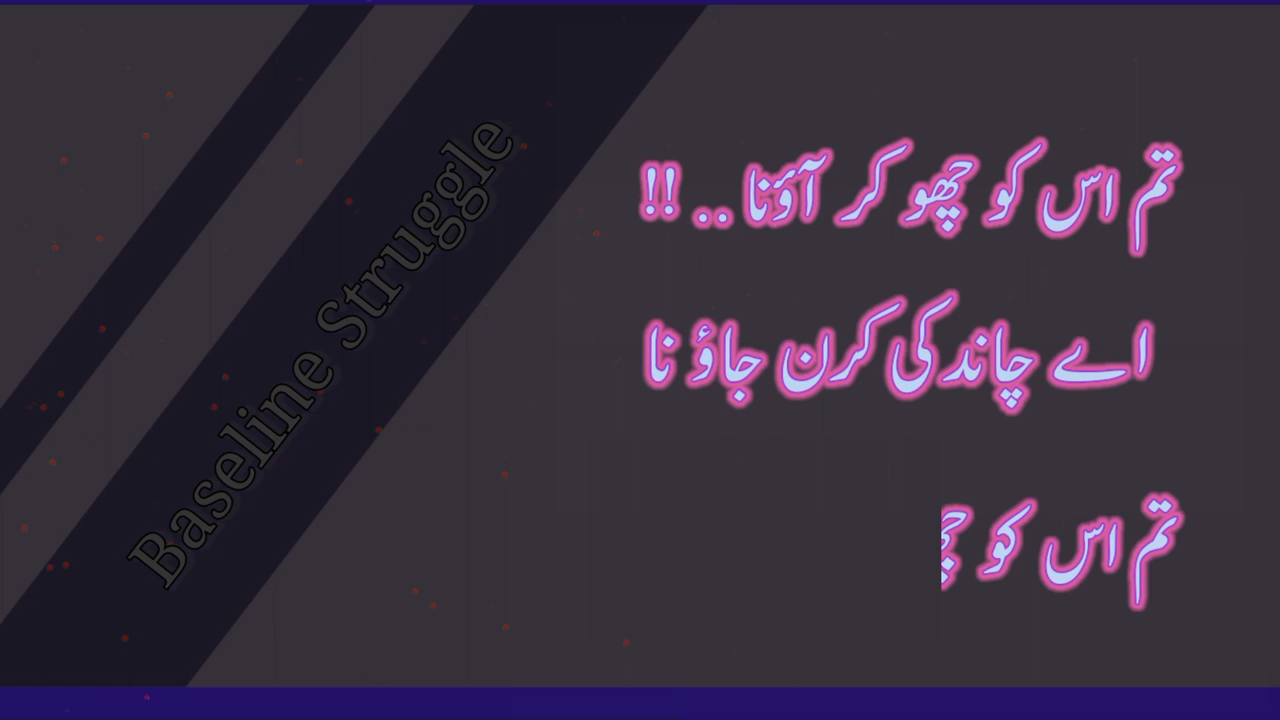 تم اس کو چھو کر آؤنا .. !!
اے چاند کی کرن جاؤ نا
تم اس کو
Baseline Struggle